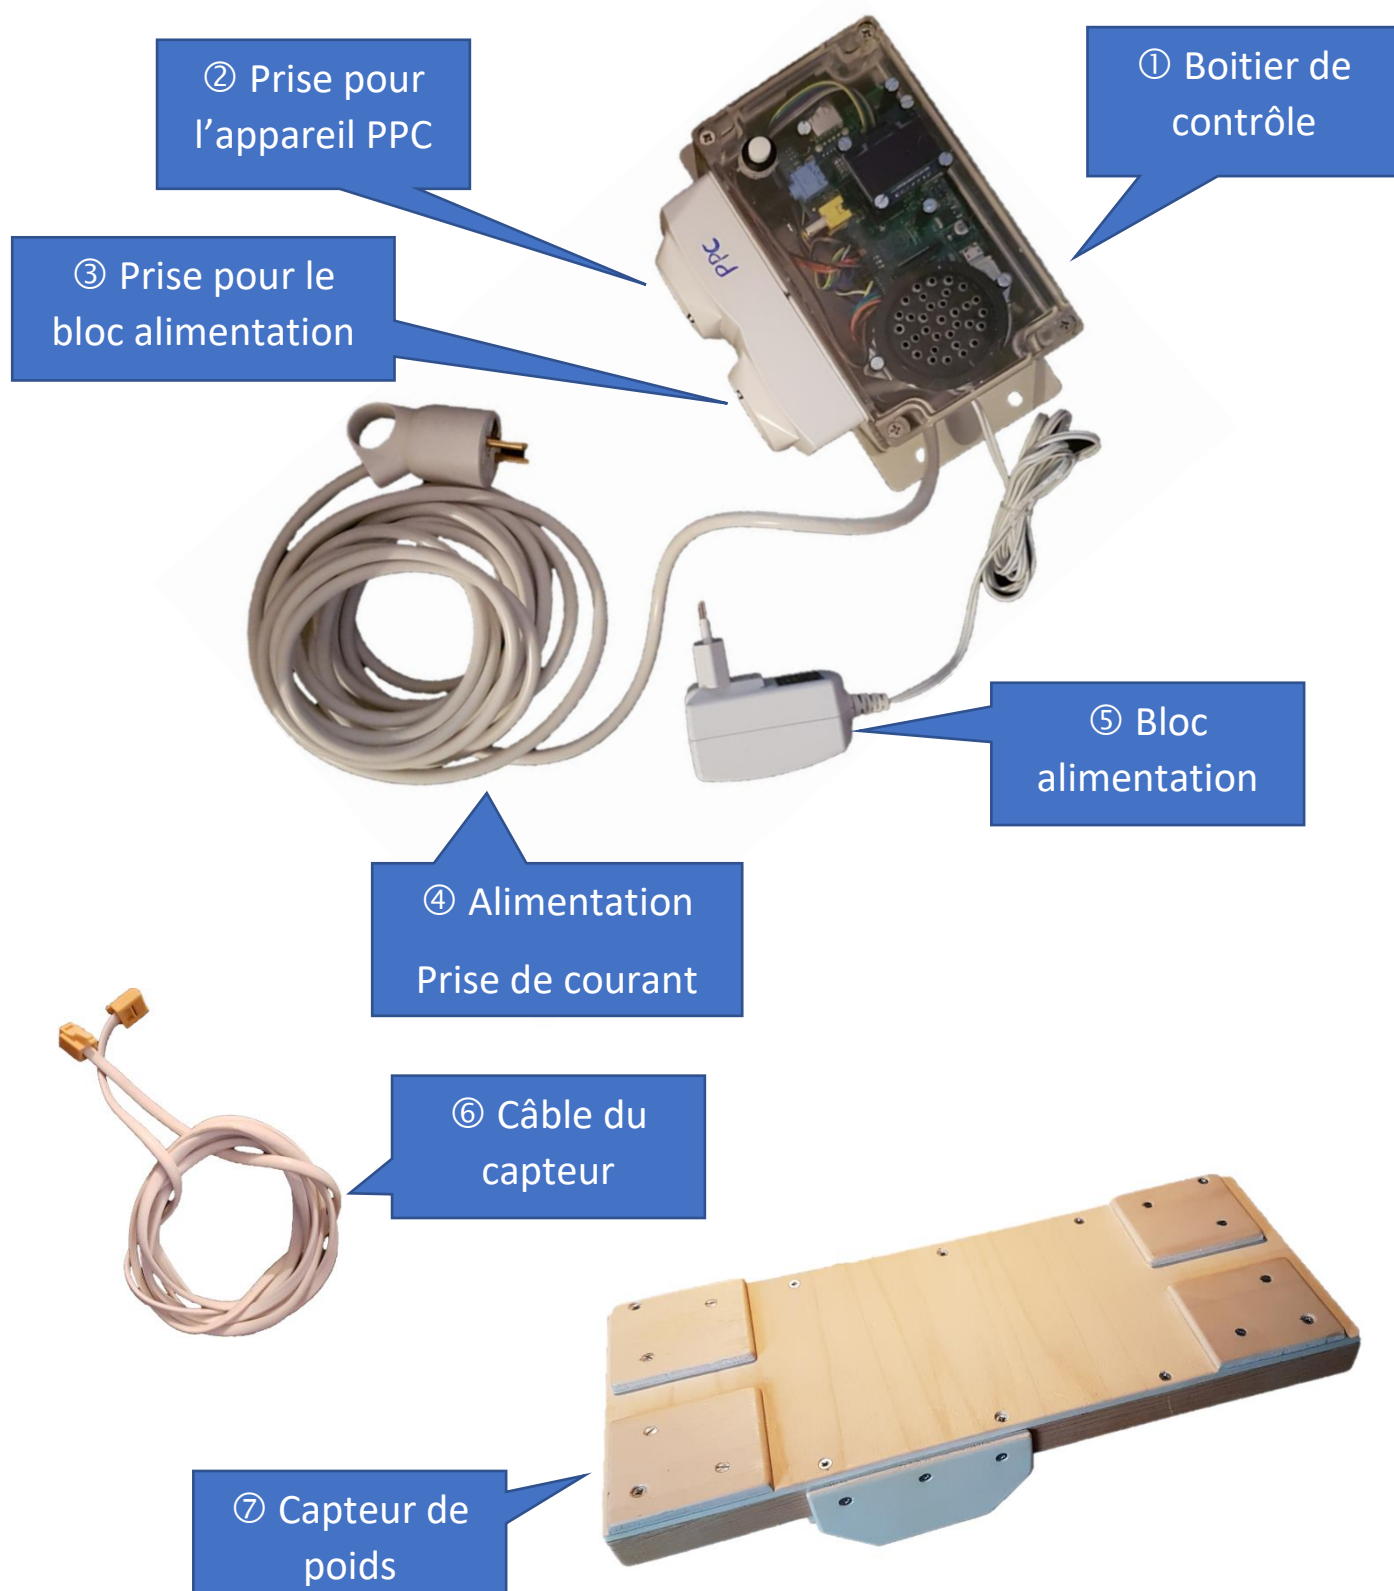 ② Prise pour
l’appareil PPC
① Boitier de
contrôle
③ Prise pour le
bloc alimentation
PPC
⑤ Bloc
alimentation
④ Alimentation
Prise de courant
⑥ Câble du
capteur
⑦ Capteur de
poids